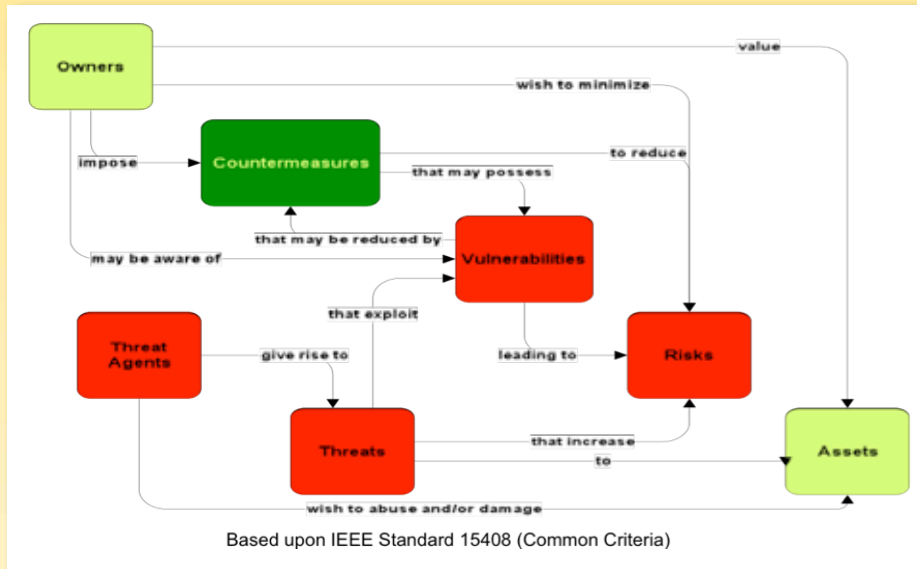 value
Owners
wish to minimize
impose
Countermeasures
to reduce
that may possess
that may be reduced by
may be aware of
Vulnerabilities
that exploit
Threat
Agents
give rise to
leading to
Risks
Threats
that increase
to
Assets
wish to abuse and/or damage
Based upon IEEE Standard 15408 (Common Criteria)